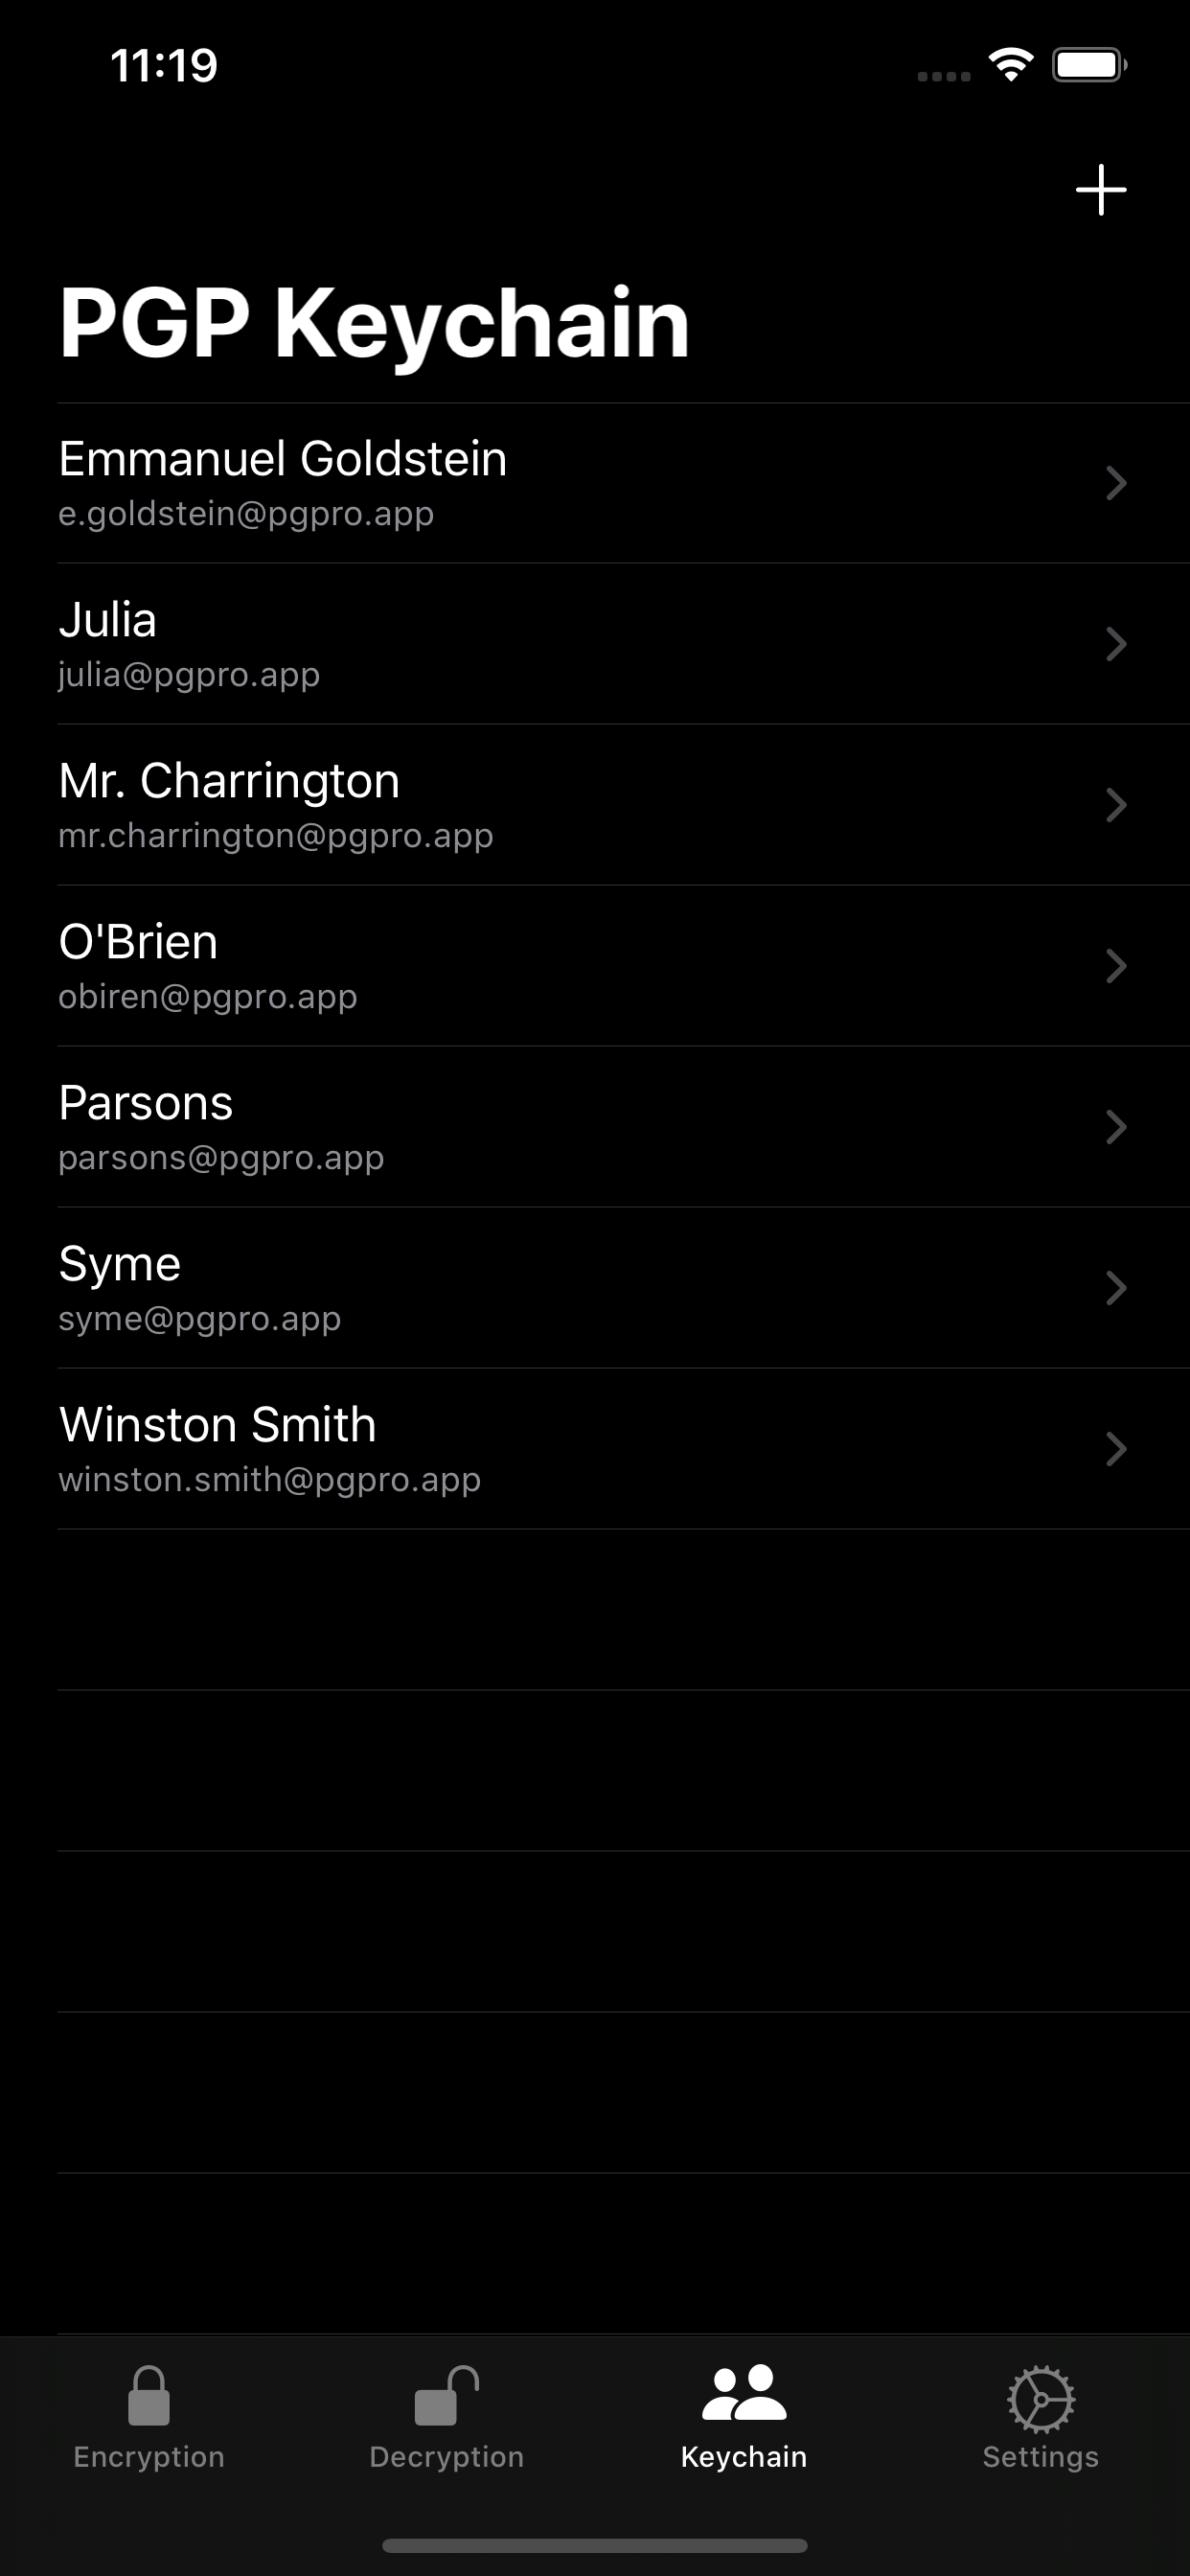 11:19
PGP Keychain
Emmanuel Goldstein
e.goldstein@pgpro.app
Julia
julia@pgpro.app
Mr. Charrington
mr.charrington@pgpro.app
O'Brien
obiren@pgpro.app
Parsons
parsons@pgpro.app
Syme
syme@pgpro.app
Winston Smith
winston.smith@pgpro.app
Encryption Decryption Keychain Settings